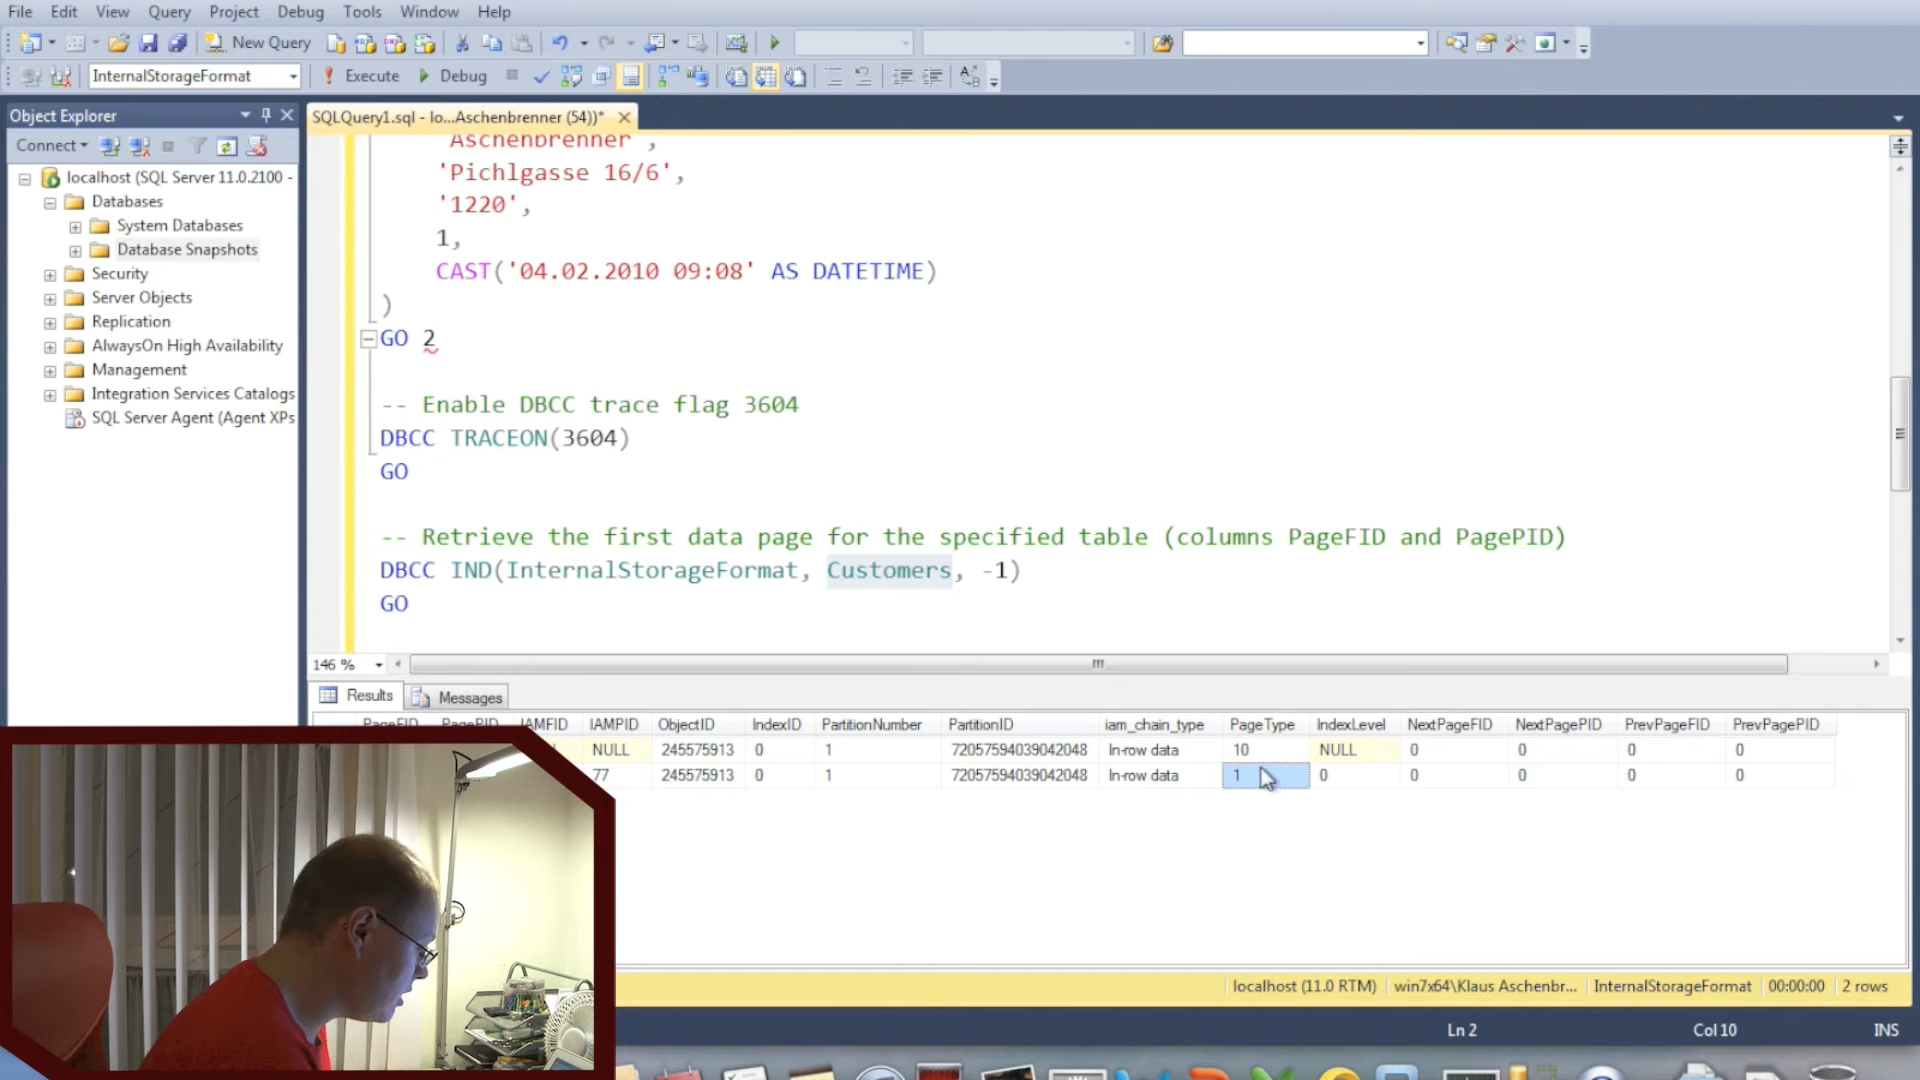 File Edit View Query Project Debug Tools Window Help
New Query
InternalStorageFormat Execute Debug
Object Explorer
Connect
localhost (SQL Server 11.0.2100 -
Databases
System Databases
Database Snapshots
Security
Server Objects
Replication
AlwaysOn High Availability
Management
Integration Services Catalogs
SQL Server Agent (Agent XPs
SQLQuery1.sql - lo...Aschenbrenner (54))*
Aschenbrenner ,
'Pichlgasse 16/6',
'1220',
1,
CAST('04.02.2010 09:08' AS DATETIME)
)
GO 2
-- Enable DBCC trace flag 3604
DBCC TRACEON(3604)
GO
-- Retrieve the first data page for the specified table (columns PageFID and PagePID)
DBCC IND(InternalStorageFormat, Customers, -1)
GO
146 %
Results Messages
PageFID PagePID IAMFID IAMPID ObjectID IndexID PartitionNumber PartitionID iam_chain_type PageType IndexLevel NextPageFID NextPagePID PrevPageFID PrevPagePID
NULL 245575913 0 1 72057594039042048 In-row data 10 NULL 0 0 0 0
77 245575913 0 1 72057594039042048 In-row data 1 0 0 0 0 0
localhost (11.0 RTM) win7x64\Klaus Aschenbr... InternalStorageFormat 00:00:00 2 rows
Ln 2 Col 10 INS